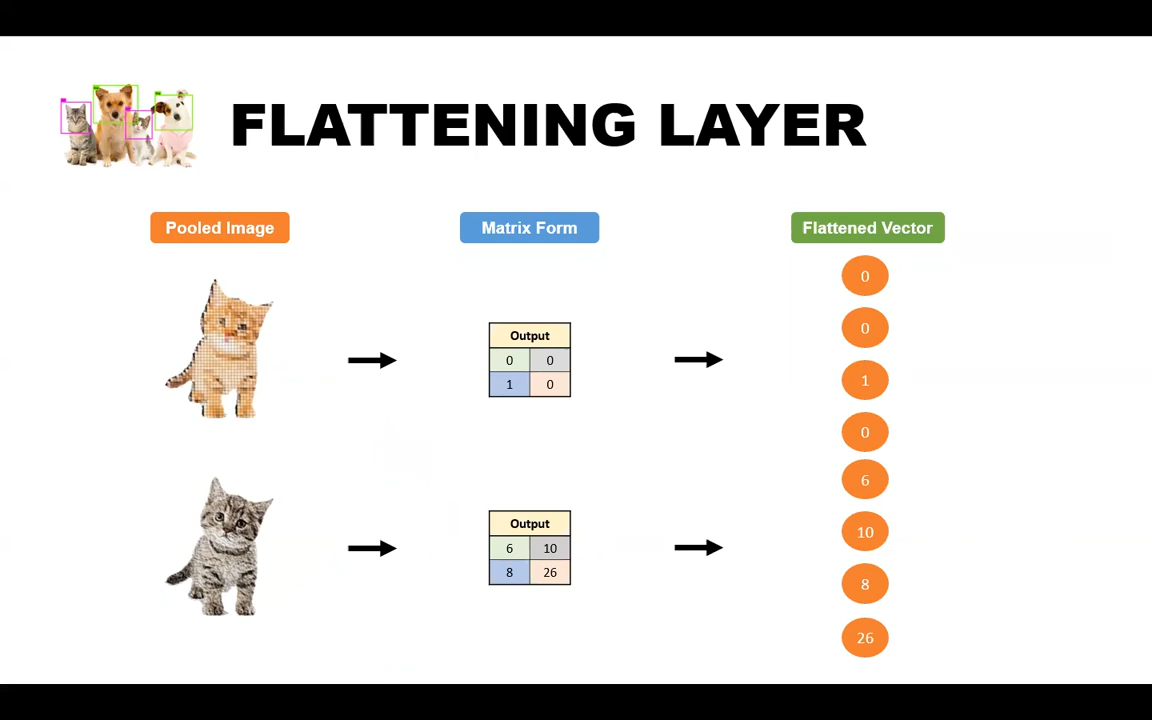 FLATTENING LAYER
Pooled Image
Matrix Form
Flattened Vector
Output
0 0
1 0
Output
6 10
8 26
0
0
1
0
6
10
8
26